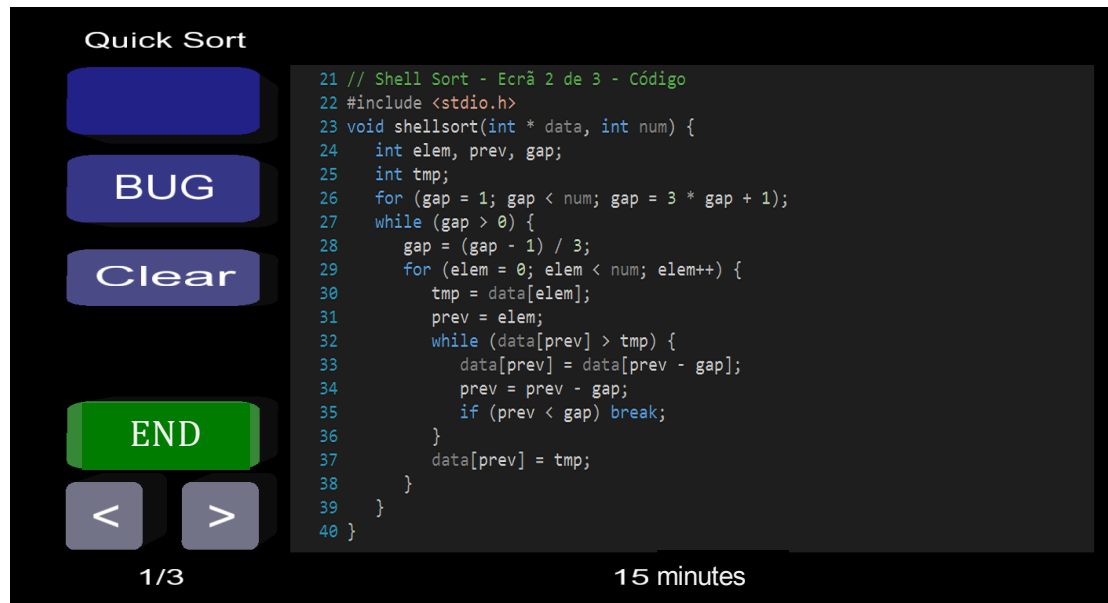 Quick Sort
BUG
Clear
END
<
>
1/3
21 // Shell Sort - Ecrã 2 de 3 - Código
22 #include <stdio.h>
23 void shellsort(int * data, int num) {
24    int elem, prev, gap;
25    int tmp;
26    for (gap = 1; gap < num; gap = 3 * gap + 1);
27    while (gap > 0) {
28       gap = (gap - 1) / 3;
29       for (elem = 0; elem < num; elem++) {
30          tmp = data[elem];
31          prev = elem;
32          while (data[prev] > tmp) {
33             data[prev] = data[prev - gap];
34             prev = prev - gap;
35             if (prev < gap) break;
36          }
37          data[prev] = tmp;
38       }
39    }
40 }
15 minutes